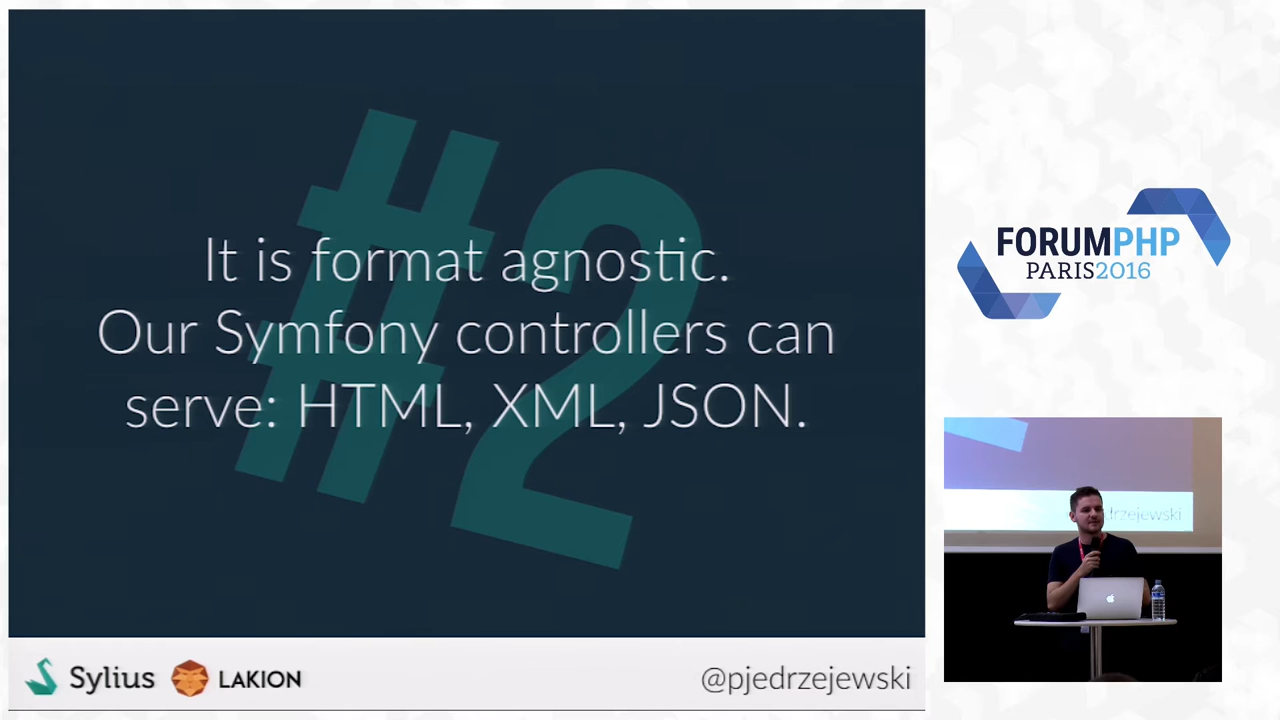 #2
It is format agnostic.
Our Symfony controllers can
serve: HTML, XML, JSON.
Sylius LAKION @pjedrzejewski
FORUMPHP
PARIS2016
drzejewski